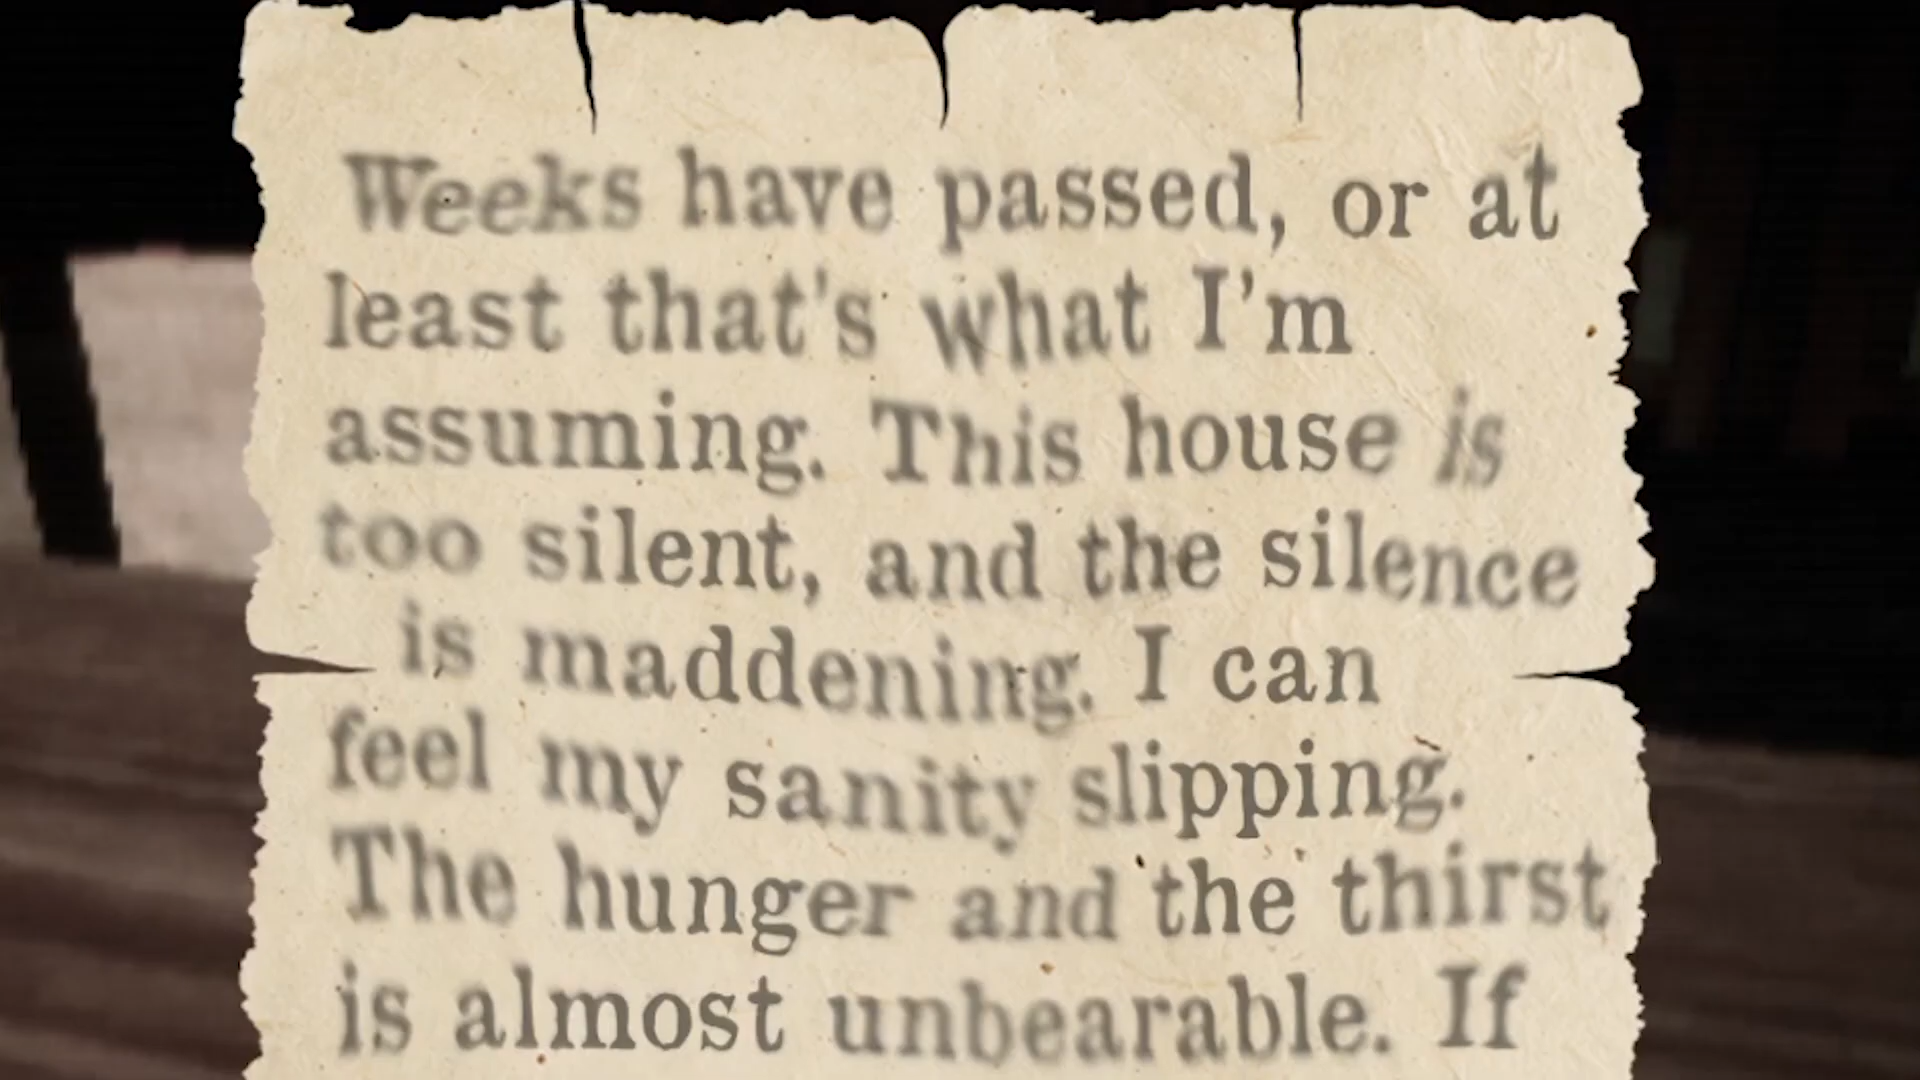 Weeks have passed, or at
least that's what I'm
assuming. This house is
too silent, and the silence
is maddening. I can
feel my sanity slipping.
The hunger and the thirst
is almost unbearable. If